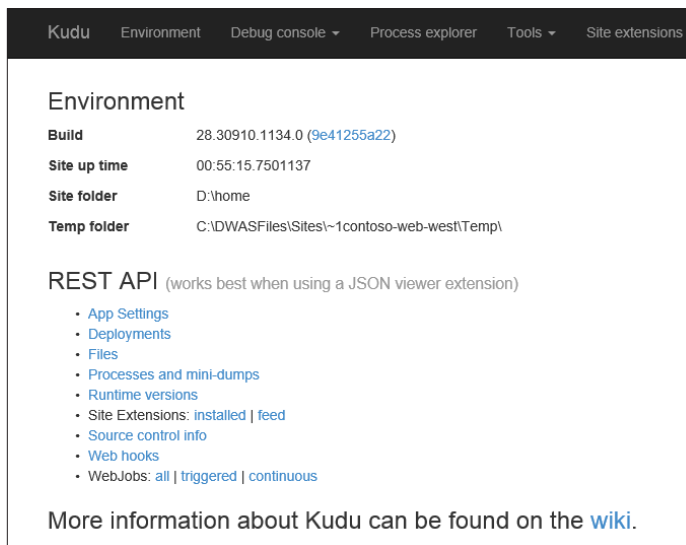 Kudu Environment Debug console Process explorer Tools Site extensions
Environment
Build 28.30910.1134.0 (9e41255a22)
Site up time 00:55:15.7501137
Site folder D:\home
Temp folder C:\DWASFiles\Sites\~1contoso-web-west\Temp\
REST API (works best when using a JSON viewer extension)
• App Settings
• Deployments
• Files
• Processes and mini-dumps
• Runtime versions
• Site Extensions: installed | feed
• Source control info
• Web hooks
• WebJobs: all | triggered | continuous
More information about Kudu can be found on the wiki.